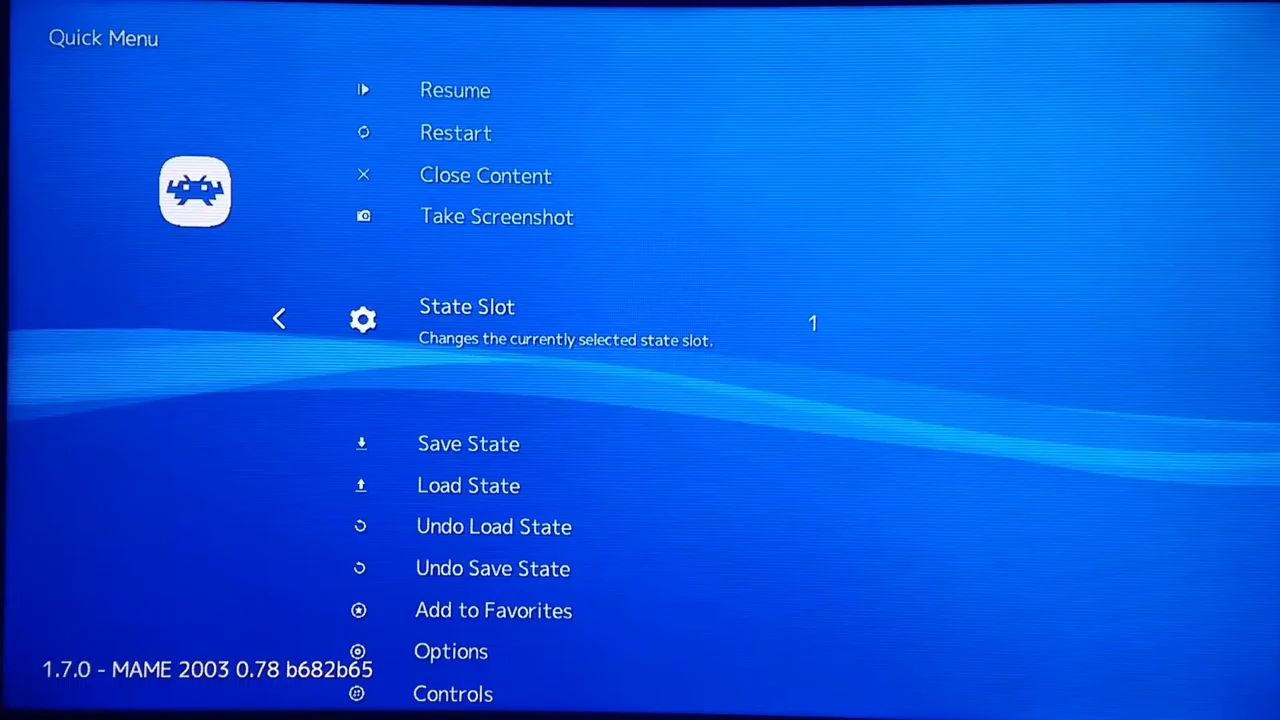 Quick Menu
Resume
Restart
Close Content
Take Screenshot
State Slot 1
Changes the currently selected state slot.
Save State
Load State
Undo Load State
Undo Save State
Add to Favorites
Options
1.7.0 - MAME 2003 0.78 b682b65
Controls